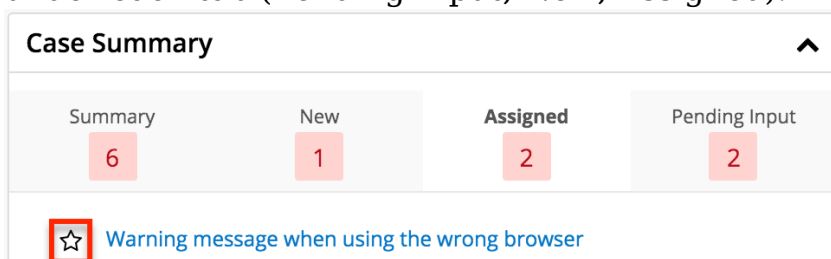 Case Summary
Summary New Assigned Pending Input
6 1 2 2
Warning message when using the wrong browser